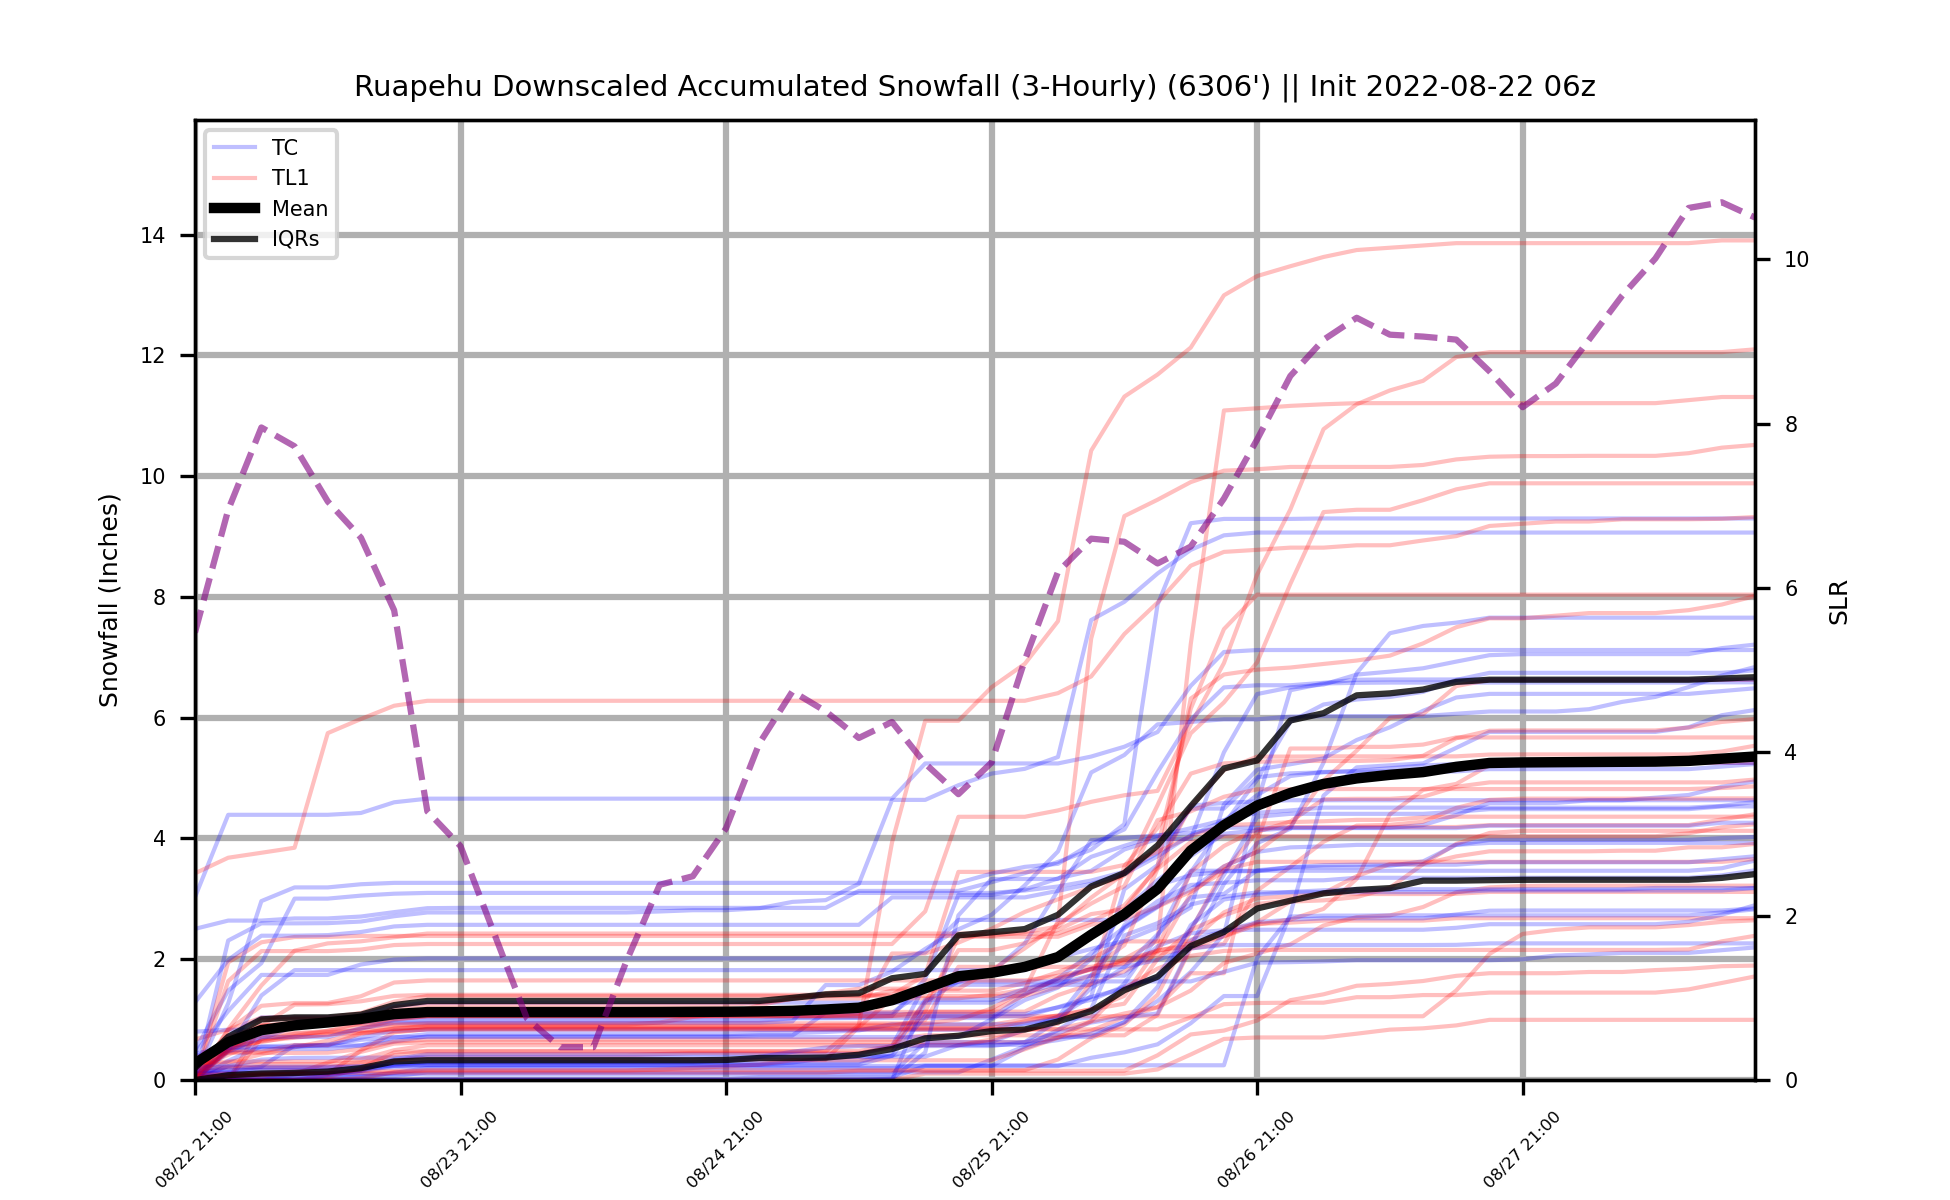 Ruapehu Downscaled Accumulated Snowfall (3-Hourly) (6306') || Init 2022-08-22 06z
TC
TL1
Mean
IQRs
Snowfall (Inches)
14
12
10
8
6
4
2
0
SLR
10
8
6
4
2
0
08/22 21:00
08/23 21:00
08/24 21:00
08/25 21:00
08/26 21:00
08/27 21:00